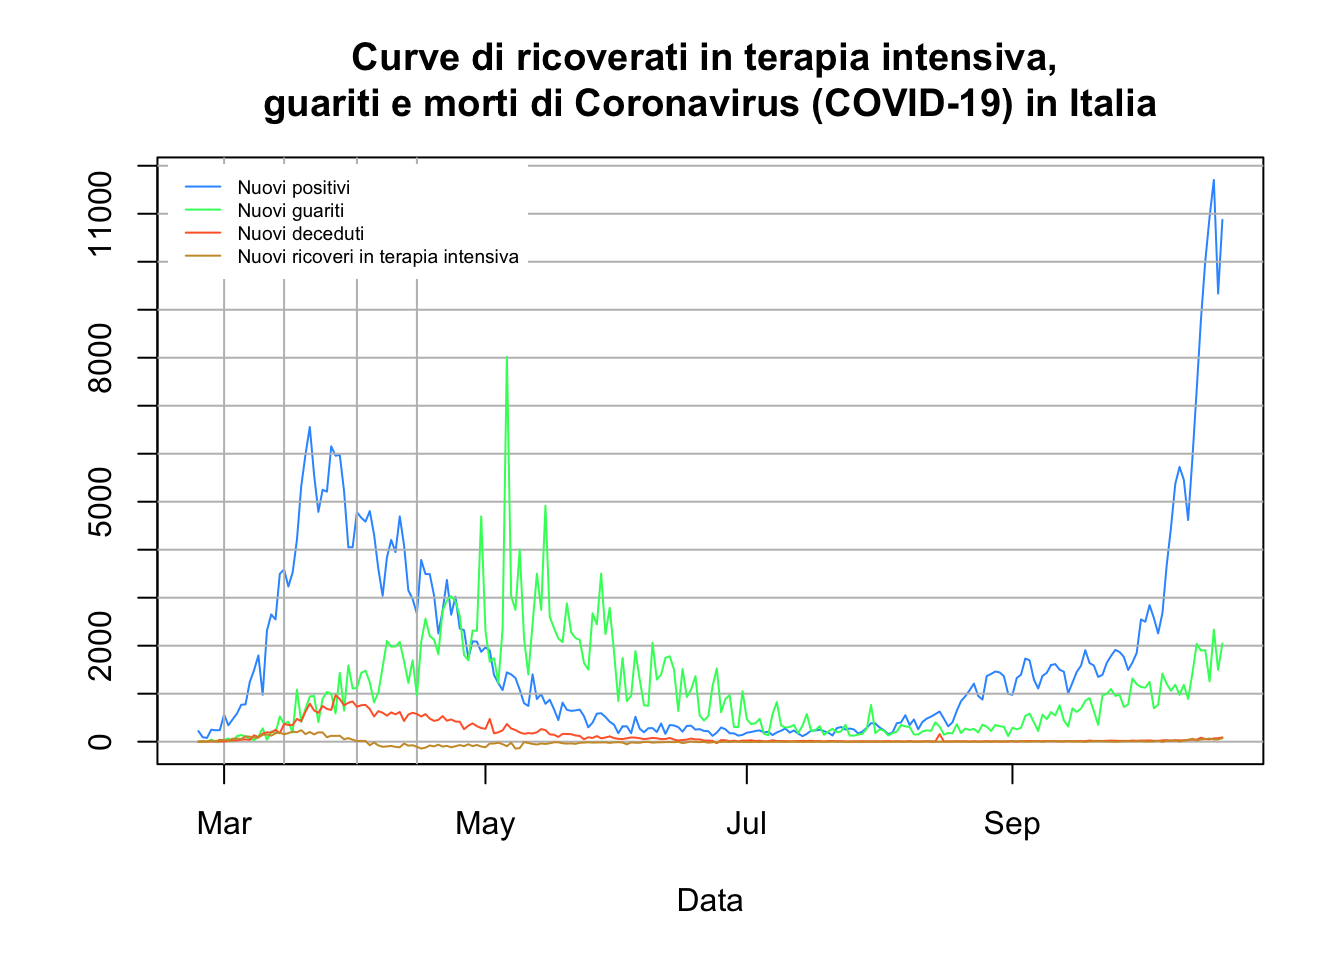 Curve di ricoverati in terapia intensiva,
guariti e morti di Coronavirus (COVID-19) in Italia
Nuovi positivi
Nuovi guariti
Nuovi deceduti
Nuovi ricoveri in terapia intensiva
11000
8000
5000
2000
0
Mar May Jul Sep
Data